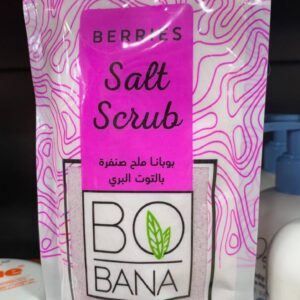 BERRIES
Salt
Scrub
بوبانا ملح صنفرة
بالتوت البري
BO
BANA